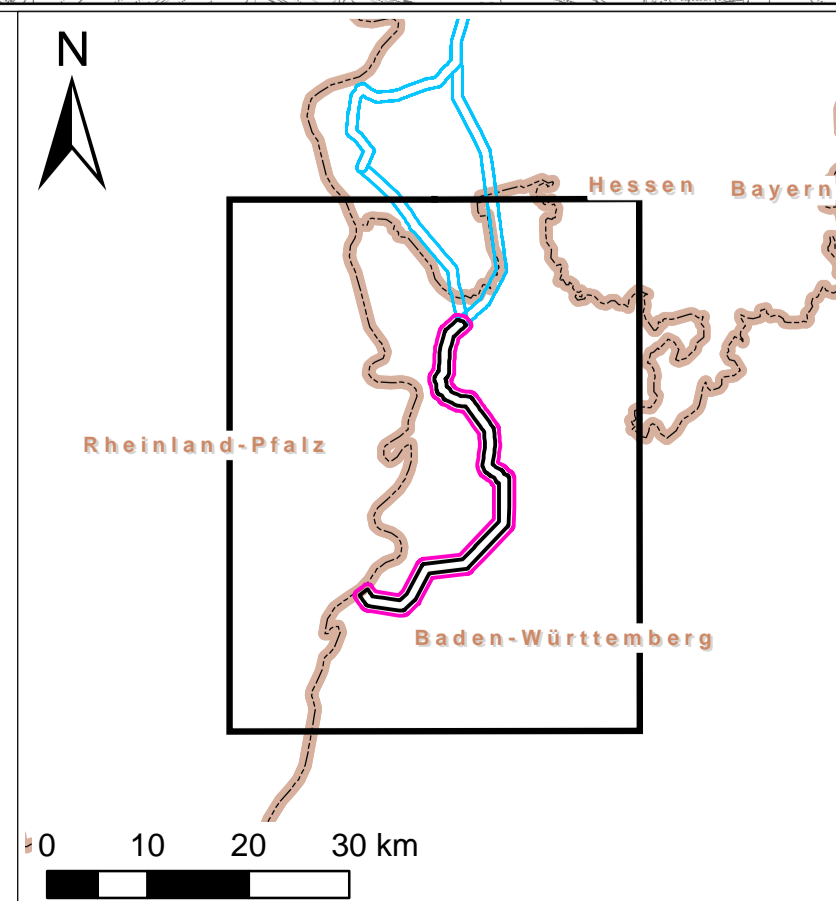 N
Hessen
Bayern
Rheinland-Pfalz
Baden-Württemberg
0 10 20 30 km